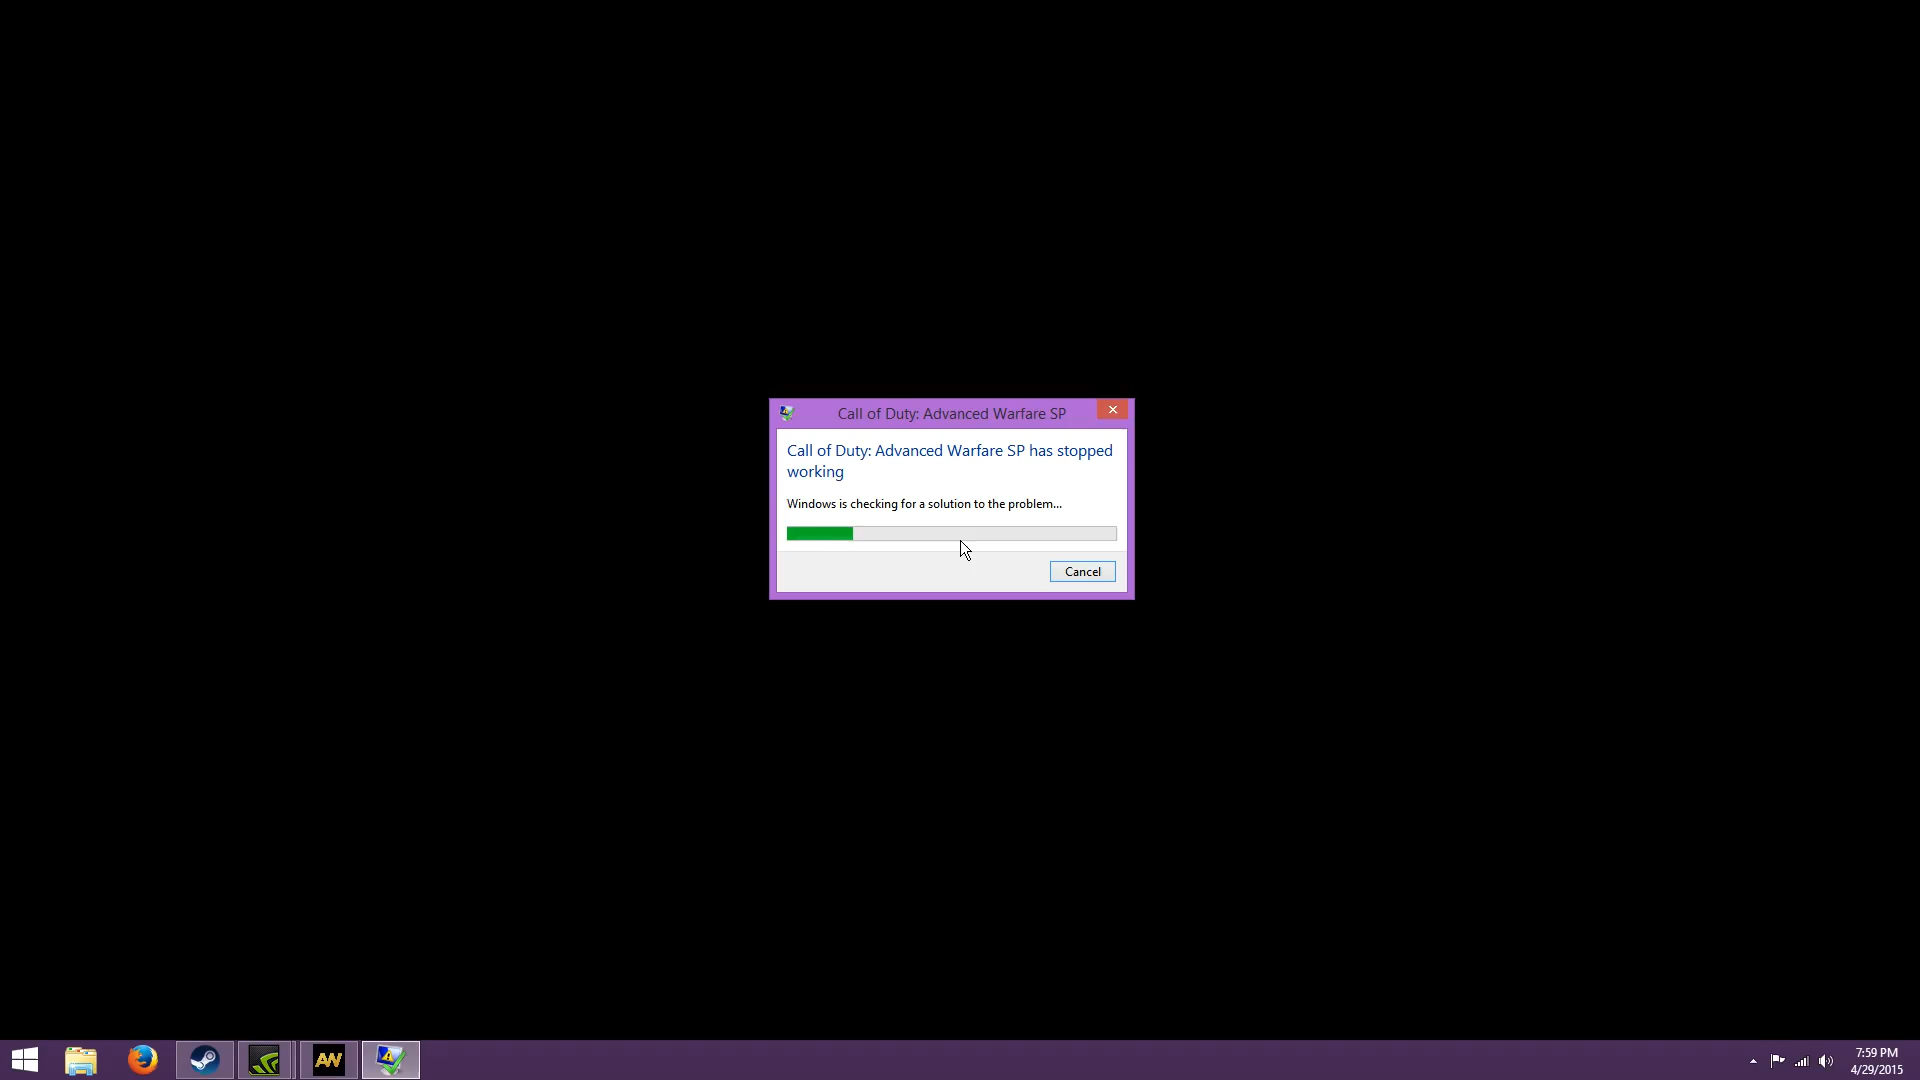 Call of Duty: Advanced Warfare SP
Call of Duty: Advanced Warfare SP has stopped
working
Windows is checking for a solution to the problem...
Cancel
AW
7:59 PM
4/29/2015